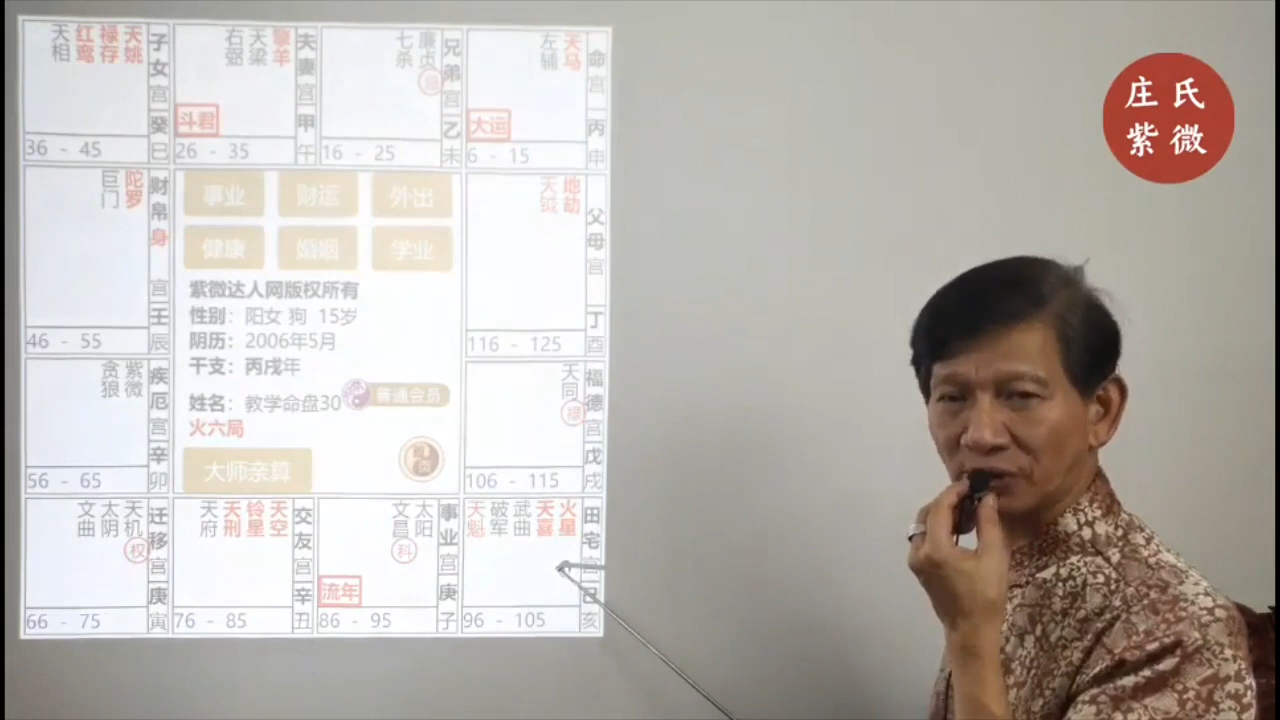 天相
红鸾
禄存
天姚
子女宫
癸巳
36 - 45
右弼
天梁
擎羊
夫妻宫
甲午
斗君
26 - 35
七杀
廉贞
兄弟宫
乙未
16 - 25
左辅
天马
命宫
丙申
大运
6 - 15
庄氏
紫微
巨门
陀罗
财帛身宫
壬辰
46 - 55
事业
财运
外出
健康
婚姻
学业
紫微达人网版权所有
性别：阳女 狗 15岁
阴历：2006年5月
干支：丙戌年
姓名：教学命盘30
普通会员
火六局
大师亲算
天钺
地劫
父母宫
丁酉
116 - 125
贪狼
紫微
疾厄宫
辛卯
56 - 65
天同
禄
福德宫
戊戌
106 - 115
文曲
太阴
天机
权
迁移宫
庚寅
66 - 75
天府
天刑
铃星
天空
交友宫
辛丑
76 - 85
文昌
太阳
科
事业宫
庚子
流年
86 - 95
天魁
破军
武曲
天喜
火星
田宅宫
己亥
96 - 105